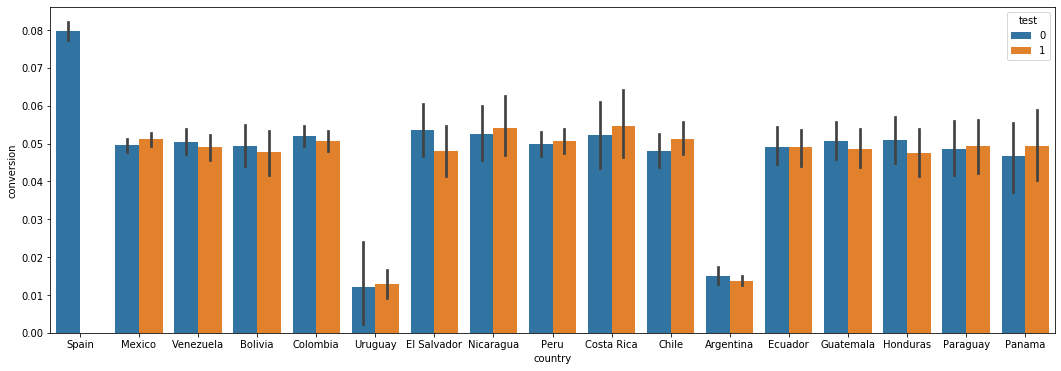 test
0
1
conversion
0.08
0.07
0.06
0.05
0.04
0.03
0.02
0.01
0.00
Spain Mexico Venezuela Bolivia Colombia Uruguay El Salvador Nicaragua Peru Costa Rica Chile Argentina Ecuador Guatemala Honduras Paraguay Panama
country